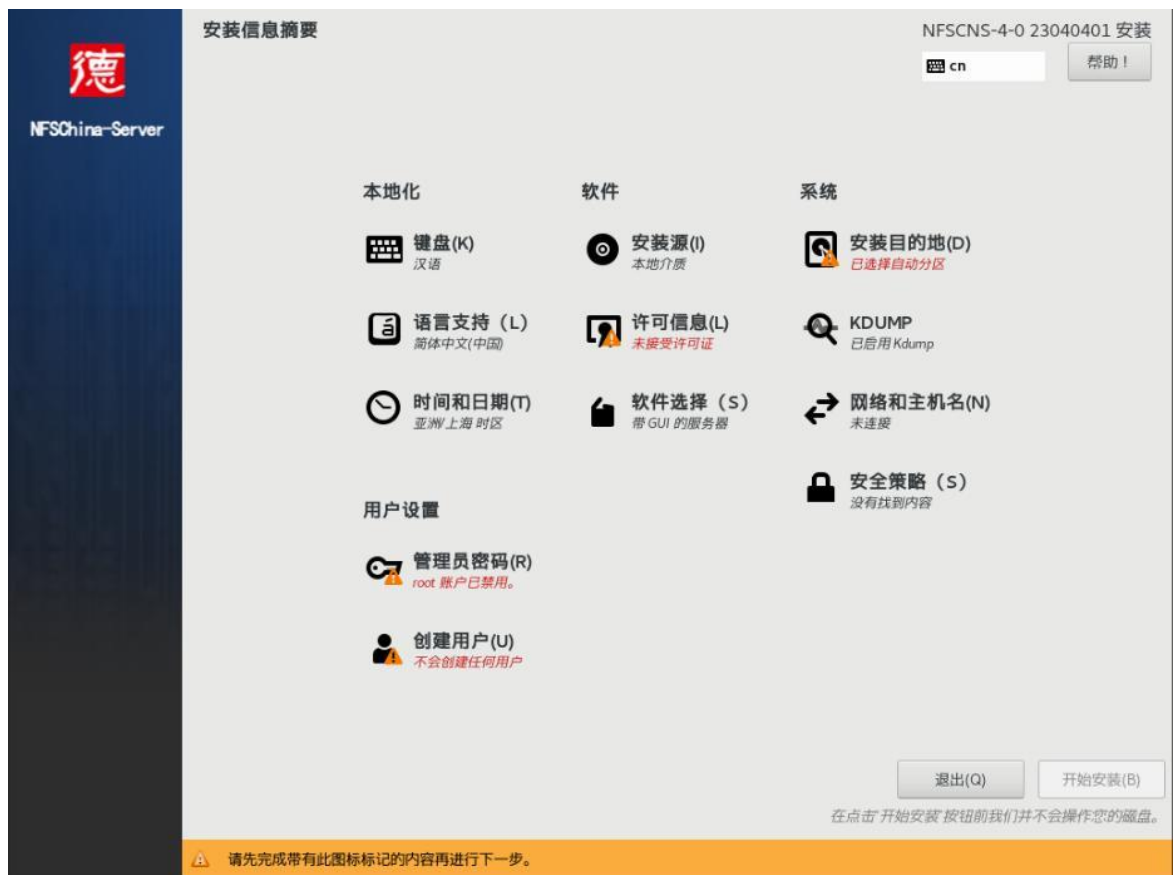 德
NFSChina-Server
安装信息摘要
NFSCNS-4-0 23040401 安装
cn
帮助！
本地化
键盘(K)
汉语
语言支持（L）
简体中文(中国)
时间和日期(T)
亚洲/上海 时区
软件
安装源(I)
本地介质
许可信息(L)
未接受许可证
软件选择（S）
带 GUI 的服务器
系统
安装目的地(D)
已选择自动分区
KDUMP
已启用 Kdump
网络和主机名(N)
未连接
安全策略（S）
没有找到内容
用户设置
管理员密码(R)
root 账户已禁用。
创建用户(U)
不会创建任何用户
退出(Q)
开始安装(B)
在点击'开始安装'按钮前我们并不会操作您的磁盘。
请先完成带有此图标标记的内容再进行下一步。